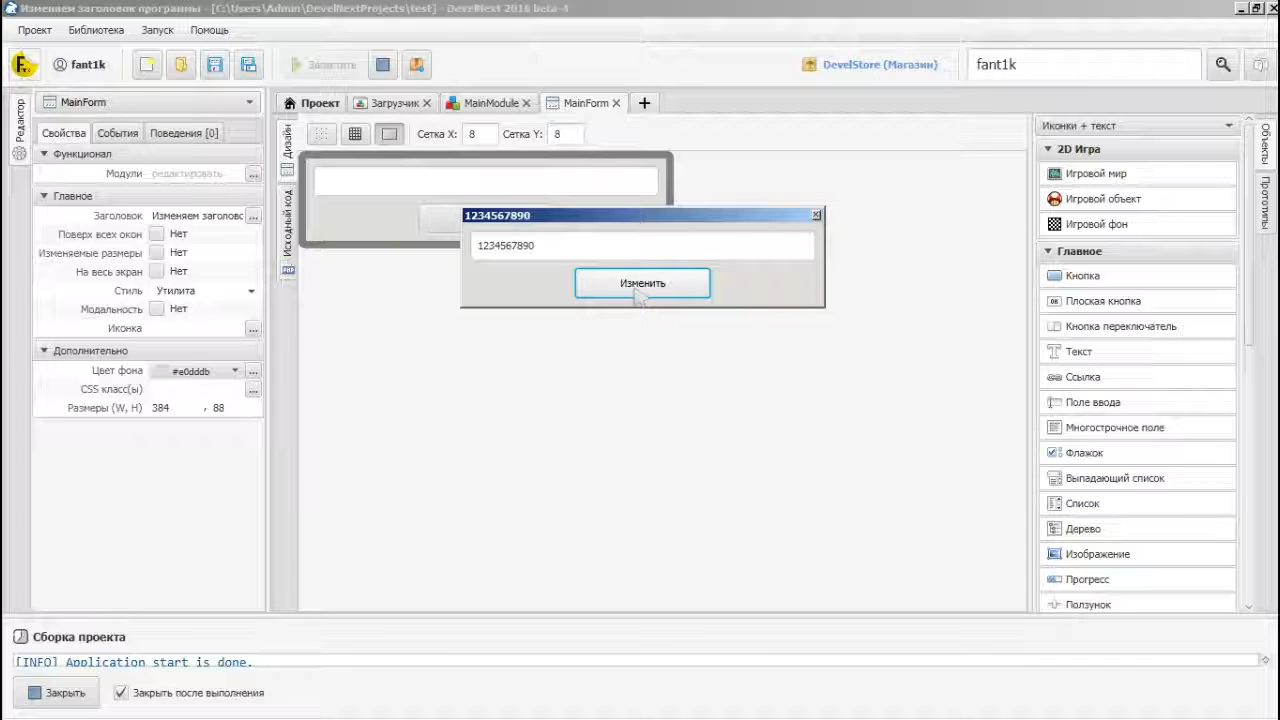 Изменяем заголовок программы - [C:\Users\Admin\DevelNextProjects\test] - DevelNext 2016 beta-4
Проект Библиотека Запуск Помощь
fant1k
Запустить
DevelStore (Магазин)
fant1k
Редактор
MainForm
Свойства События Поведения [0]
Функционал
Модули редактировать ...
Главное
Заголовок Изменяем заголовс ...
Поверх всех окон Нет
Изменяемые размеры Нет
На весь экран Нет
Стиль Утилита
Модальность Нет
Иконка ...
Дополнительно
Цвет фона #e0dddb ...
CSS класс(ы) ...
Размеры (W, H) 384 , 88
Проект Загрузчик MainModule MainForm
Дизайн
Исходный код
PHP
Сетка X: 8 Сетка Y: 8
1234567890
1234567890
Изменить
Иконки + текст
2D Игра
Игровой мир
Игровой объект
Игровой фон
Главное
Кнопка
OK Плоская кнопка
Кнопка переключатель
Текст
Ссылка
Поле ввода
Многострочное поле
Флажок
Выпадающий список
Список
Дерево
Изображение
Прогресс
Ползунок
Объекты
Прототипы
Сборка проекта
[INFO] Application start is done.
Закрыть Закрыть после выполнения